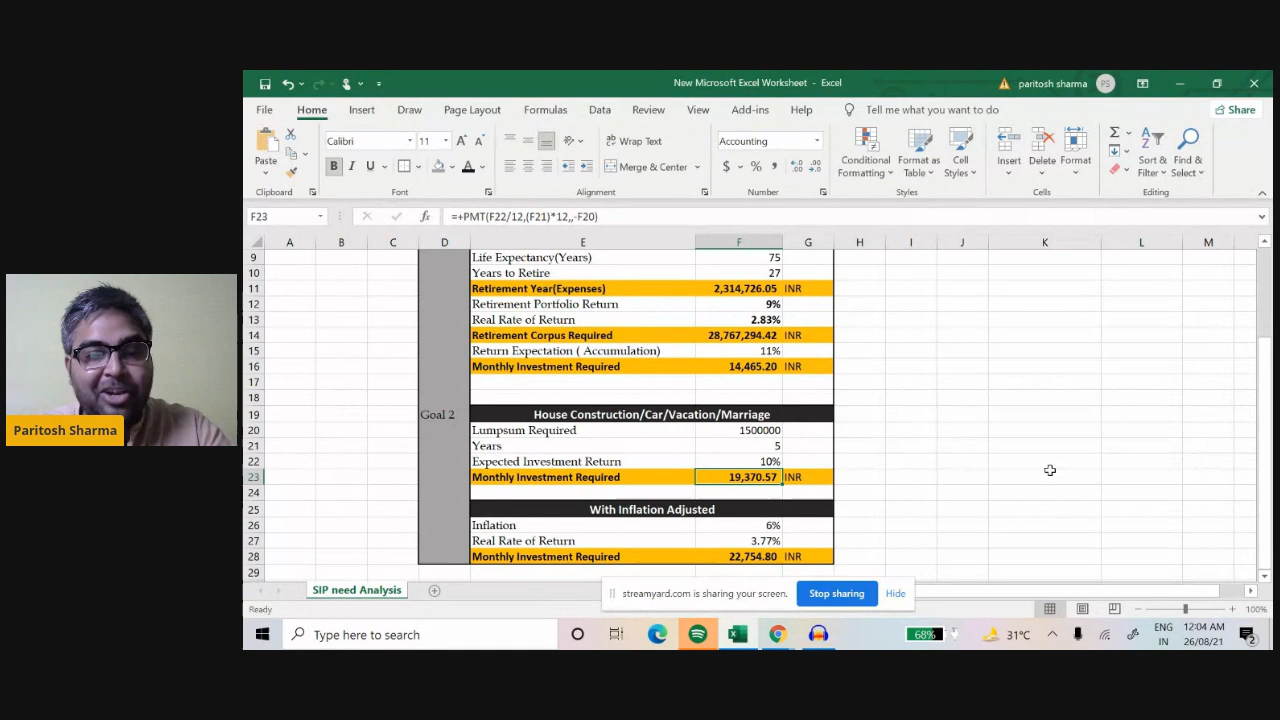 New Microsoft Excel Worksheet - Excel
paritosh sharma PS
File Home Insert Draw Page Layout Formulas Data Review View Add-ins Help Tell me what you want to do Share
Paste Calibri 11 A A Wrap Text Accounting Conditional Format as Cell Insert Delete Format Sort & Find &
B I U A Merge & Center $ % , Formatting Table Styles Filter Select
Clipboard Font Alignment Number Styles Cells Editing
F23 fx =+PMT(F22/12,(F21)*12,,-F20)
A B C D E F G H I J K L M
9 Life Expectancy(Years) 75
10 Years to Retire 27
11 Retirement Year(Expenses) 2,314,726.05 INR
12 Retirement Portfolio Return 9%
13 Real Rate of Return 2.83%
14 Retirement Corpus Required 28,767,294.42 INR
15 Return Expectation ( Accumulation) 11%
16 Monthly Investment Required 14,465.20 INR
17
18
19 Goal 2 House Construction/Car/Vacation/Marriage
20 Lumpsum Required 1500000
21 Years 5
22 Expected Investment Return 10%
23 Monthly Investment Required 19,370.57 INR
24
25 With Inflation Adjusted
26 Inflation 6%
27 Real Rate of Return 3.77%
28 Monthly Investment Required 22,754.80 INR
29
Paritosh Sharma
SIP need Analysis
streamyard.com is sharing your screen. Stop sharing Hide
Ready 100%
Type here to search 68% 31°C ENG IN 12:04 AM 26/08/21 2